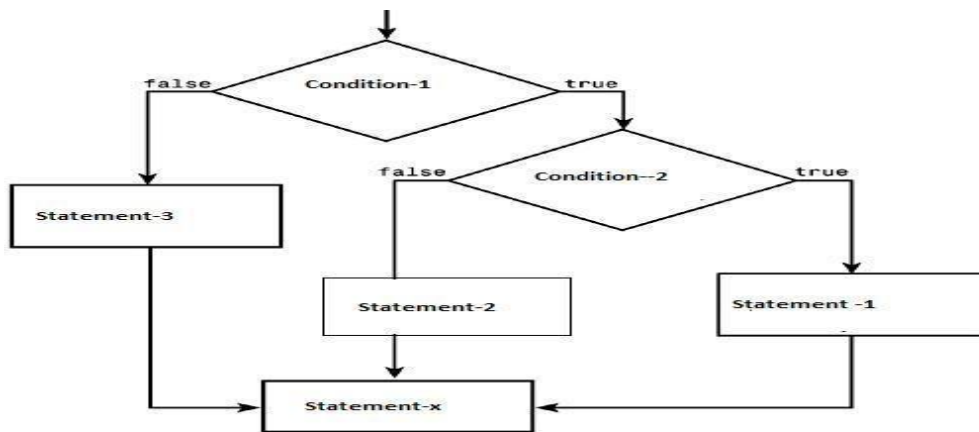 Condition-1
false
true
Condition--2
false
true
Statement-3
Statement-2
Statement -1
Statement-x